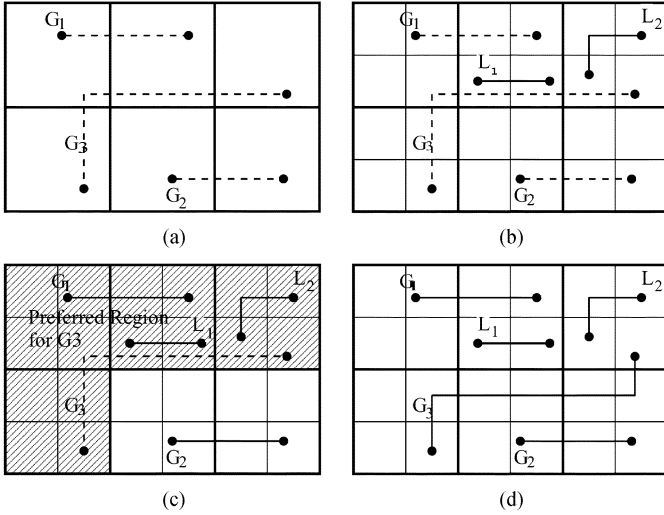 G1
G3
G2
(a)
G1
L2
L1
G3
G2
(b)
G1
L2
Preferred Region
for G3
L1
G3
G2
(c)
G1
L2
L1
G3
G2
(d)